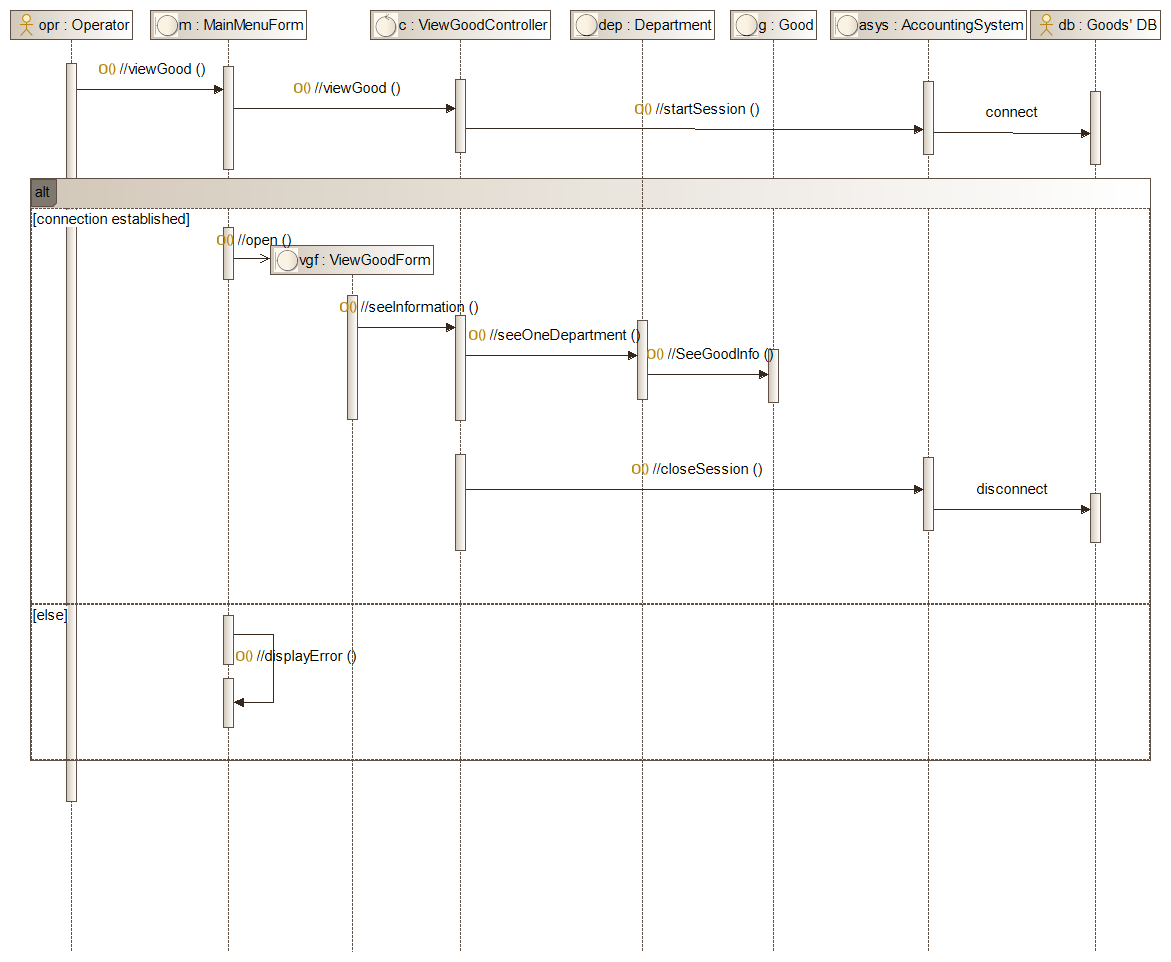 opr : Operator
m : MainMenuForm
c : ViewGoodController
dep : Department
g : Good
asys : AccountingSystem
db : Goods' DB
O() //viewGood ()
O() //viewGood ()
O() //startSession ()
connect
alt
[connection established]
O() //open ()
vgf : ViewGoodForm
O() //seeInformation ()
O() //seeOneDepartment ()
O() //SeeGoodInfo ()
O() //closeSession ()
disconnect
[else]
O() //displayError ()